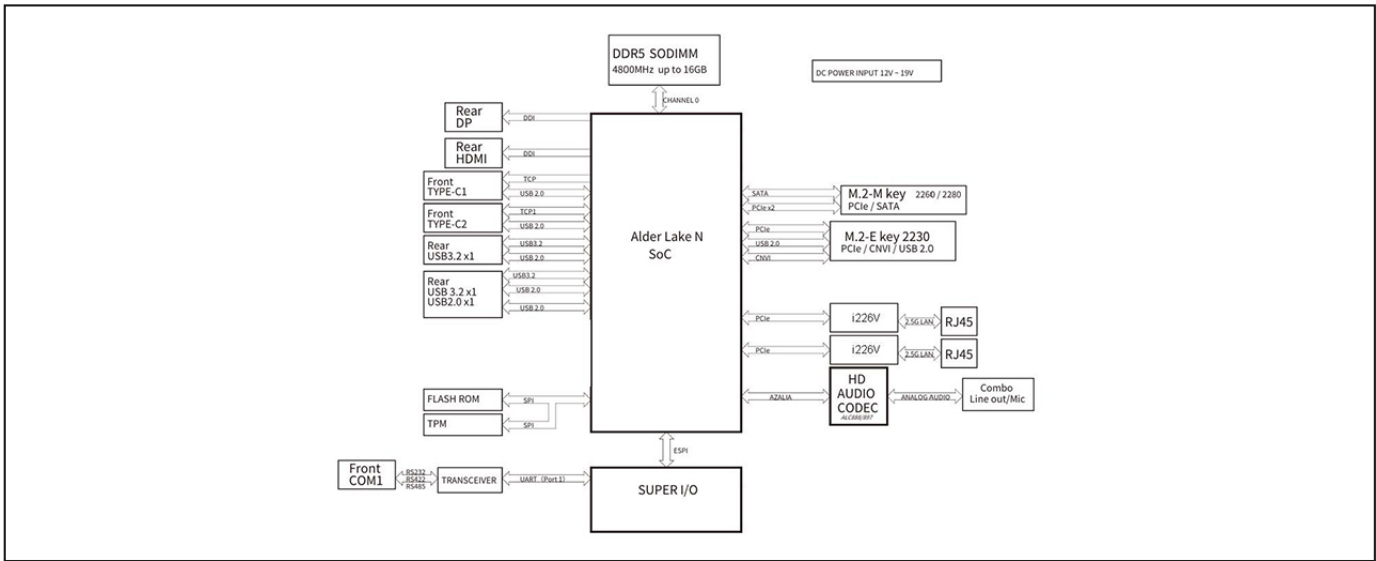 DDR5 SODIMM
4800MHz up to 16GB
DC POWER INPUT 12V ~ 19V
CHANNEL 0
Rear
DP
DDI
Rear
HDMI
DDI
Front
TYPE-C1
TCP
USB 2.0
Front
TYPE-C2
TCP1
USB 2.0
Rear
USB3.2 x1
USB3.2
USB 2.0
Rear
USB 3.2 x1
USB2.0 x1
USB3.2
USB 2.0
USB 2.0
Alder Lake N
SoC
SATA
PCIe x2
M.2-M key 2260 / 2280
PCIe / SATA
PCIe
USB 2.0
CNVI
M.2-E key 2230
PCIe / CNVI / USB 2.0
PCIe
i226V
2.5G LAN
RJ45
PCIe
i226V
2.5G LAN
RJ45
AZALIA
HD
AUDIO
CODEC
ALC888/897
ANALOG AUDIO
Combo
Line out/Mic
FLASH ROM
SPI
TPM
SPI
ESPI
Front
COM1
RS232
RS422
RS485
TRANSCEIVER
UART (Port 1)
SUPER I/O